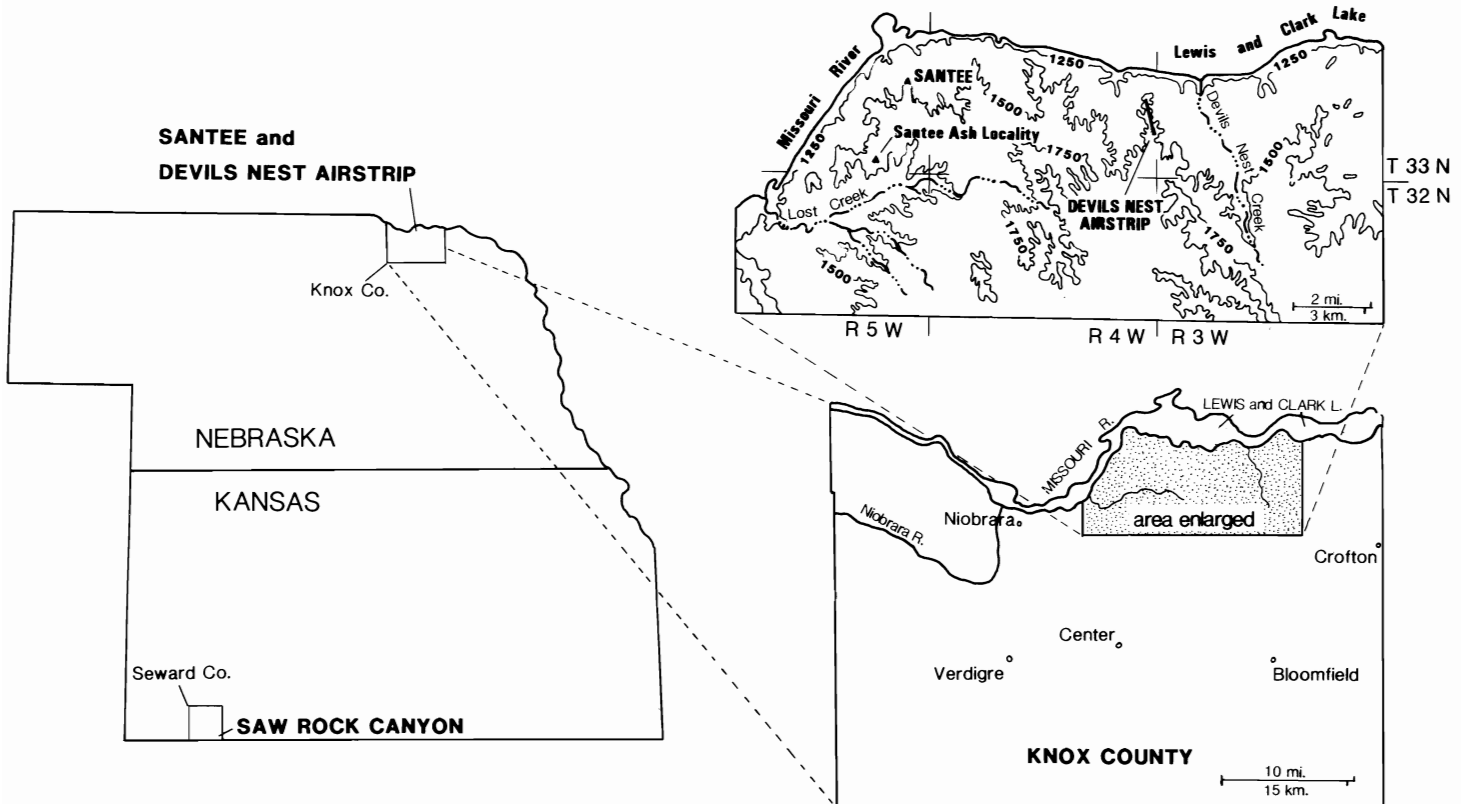 SANTEE and
DEVILS NEST AIRSTRIP
Knox Co.
NEBRASKA
KANSAS
Seward Co.
SAW ROCK CANYON
Missouri River
Lewis and Clark Lake
1250
1250
1250
SANTEE
1500
Santee Ash Locality
1750
Devils Nest Creek
1500
T 33 N
T 32 N
Lost Creek
DEVILS NEST
AIRSTRIP
1750
1750
1500
2 mi.
3 km.
R 5 W
R 4 W
R 3 W
LEWIS and CLARK L.
MISSOURI R.
Niobrara R.
Niobrara
area enlarged
Crofton
Center
Verdigre
Bloomfield
KNOX COUNTY
10 mi.
15 km.